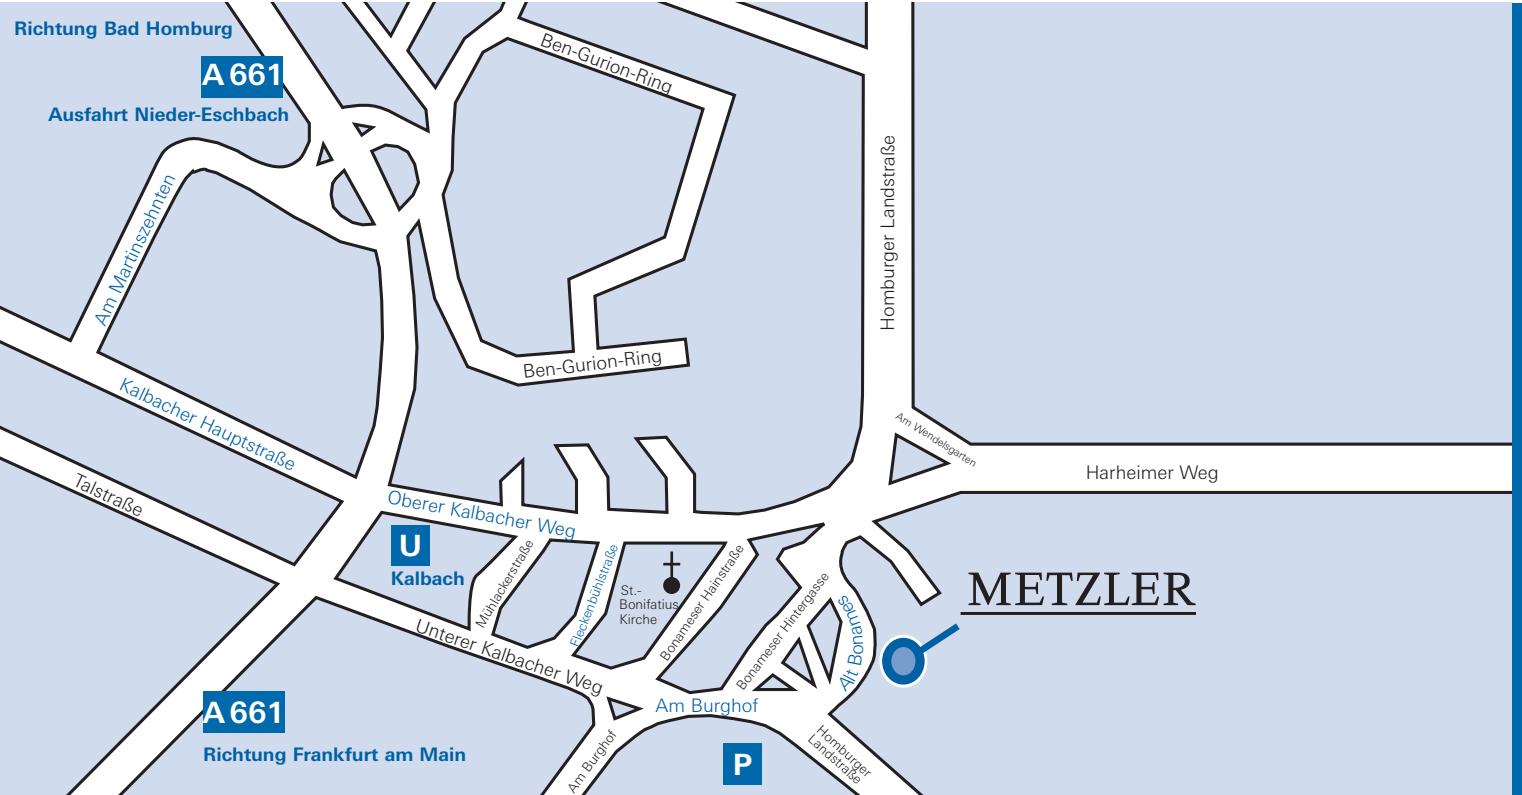 Richtung Bad Homburg
A 661
Ausfahrt Nieder-Eschbach
Ben-Gurion-Ring
Am Martinszehnten
Homburger Landstraße
Ben-Gurion-Ring
Kalbacher Hauptstraße
Am Wendelsgarten
Harheimer Weg
Talstraße
Oberer Kalbacher Weg
U
Kalbach
Mühlackerstraße
Fleckenbühlstraße
St.-
Bonifatius
Kirche
Bonameser Hainstraße
Bonameser Hintergasse
Alt Bonames
METZLER
Unterer Kalbacher Weg
Am Burghof
A 661
Richtung Frankfurt am Main
Am Burghof
P
Homburger
Landstraße